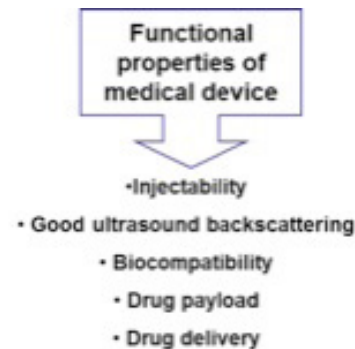 Functional
properties of
medical device
•Injectability
• Good ultrasound backscattering
• Biocompatibility
• Drug payload
• Drug delivery